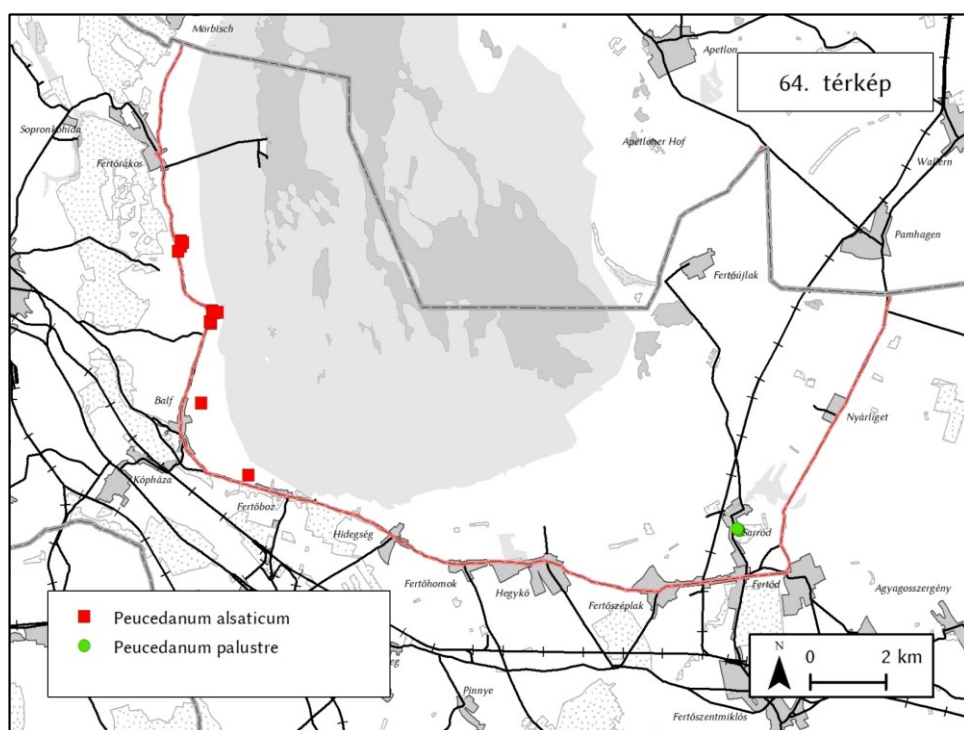 Mörbisch
Apetlon
64. térkép
Sopronkőhida
Fertőrákos
Apetloner Hof
Wallern
Pamhagen
Fertőújlak
Balf
Nyárliget
Kópháza
Fertőboz
Hidegség
Sarród
Fertőhomok
Hegykő
Fertőszéplak
Fertőd
Agyagosszergény
Peucedanum alsaticum
Peucedanum palustre
N
0 2 km
Pinnye
Fertőszentmiklós